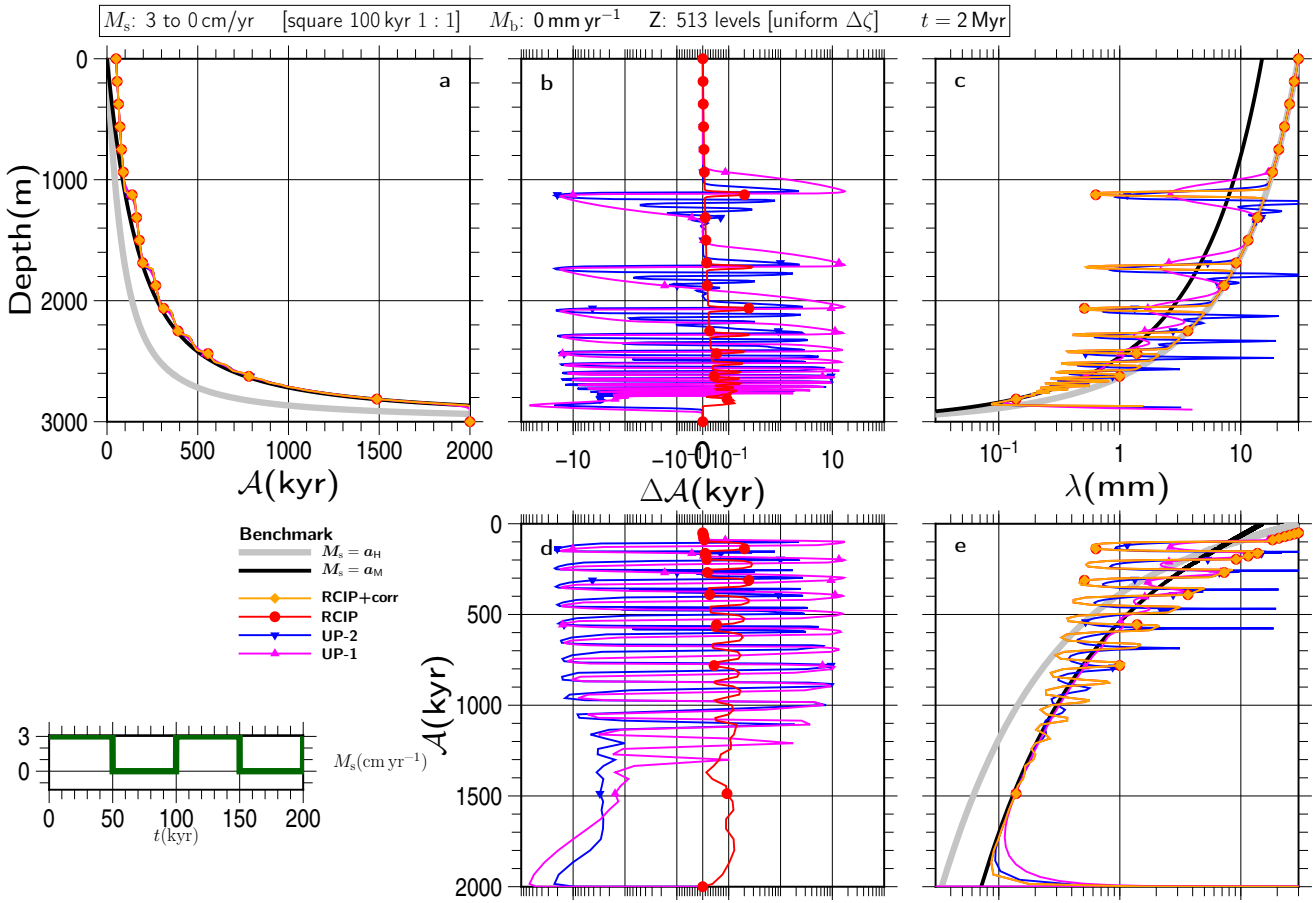 Ms: 3 to 0 cm/yr [square 100 kyr 1 : 1] Mb: 0 mm yr⁻¹ Z: 513 levels [uniform Δζ] t = 2 Myr
a
b
c
0
1000
2000
3000
Depth(m)
0 500 1000 1500 2000
A(kyr)
−10 −10⁻¹ 0 10⁻¹ 10
ΔA(kyr)
10⁻¹ 1 10
λ(mm)
Benchmark
Ms = aH
Ms = aM
RCIP+corr
RCIP
UP-2
UP-1
d
e
0
500
1000
1500
2000
A(kyr)
3
0
Ms(cm yr⁻¹)
0 50 100 150 200
t(kyr)